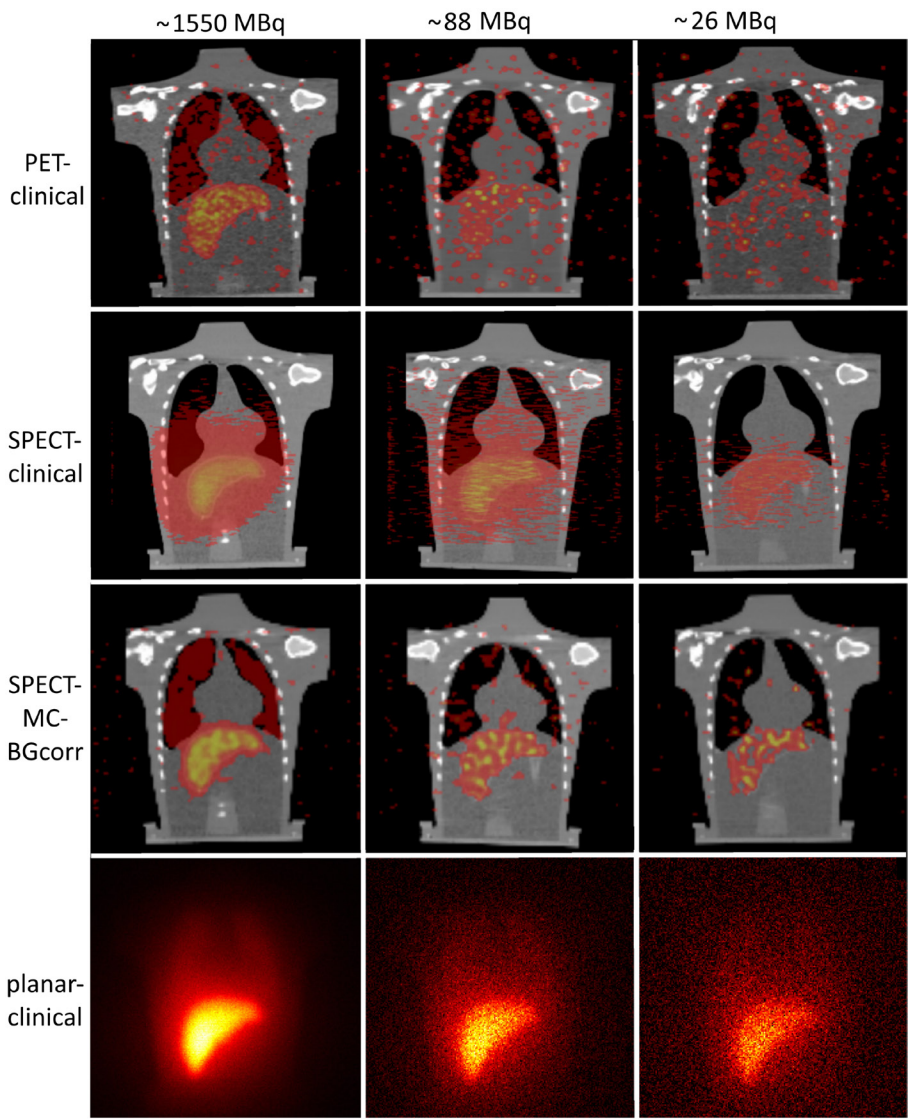 ~1550 MBq
~88 MBq
~26 MBq
PET-
clinical
SPECT-
clinical
SPECT-
MC-
BGcorr
planar-
clinical